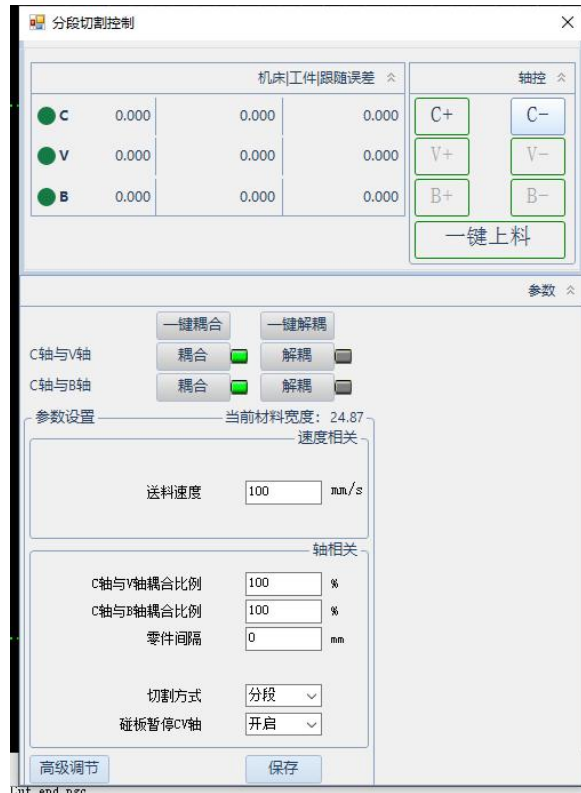 分段切割控制
机床|工件|跟随误差 轴控
C 0.000 0.000 0.000 C+ C-
V 0.000 0.000 0.000 V+ V-
B 0.000 0.000 0.000 B+ B-
一键上料
参数
一键耦合 一键解耦
C轴与V轴 耦合 解耦
C轴与B轴 耦合 解耦
参数设置 当前材料宽度: 24.87
速度相关
送料速度 100 mm/s
轴相关
C轴与V轴耦合比例 100 %
C轴与B轴耦合比例 100 %
零件间隔 0 mm
切割方式 分段
碰板暂停CV轴 开启
高级调节 保存